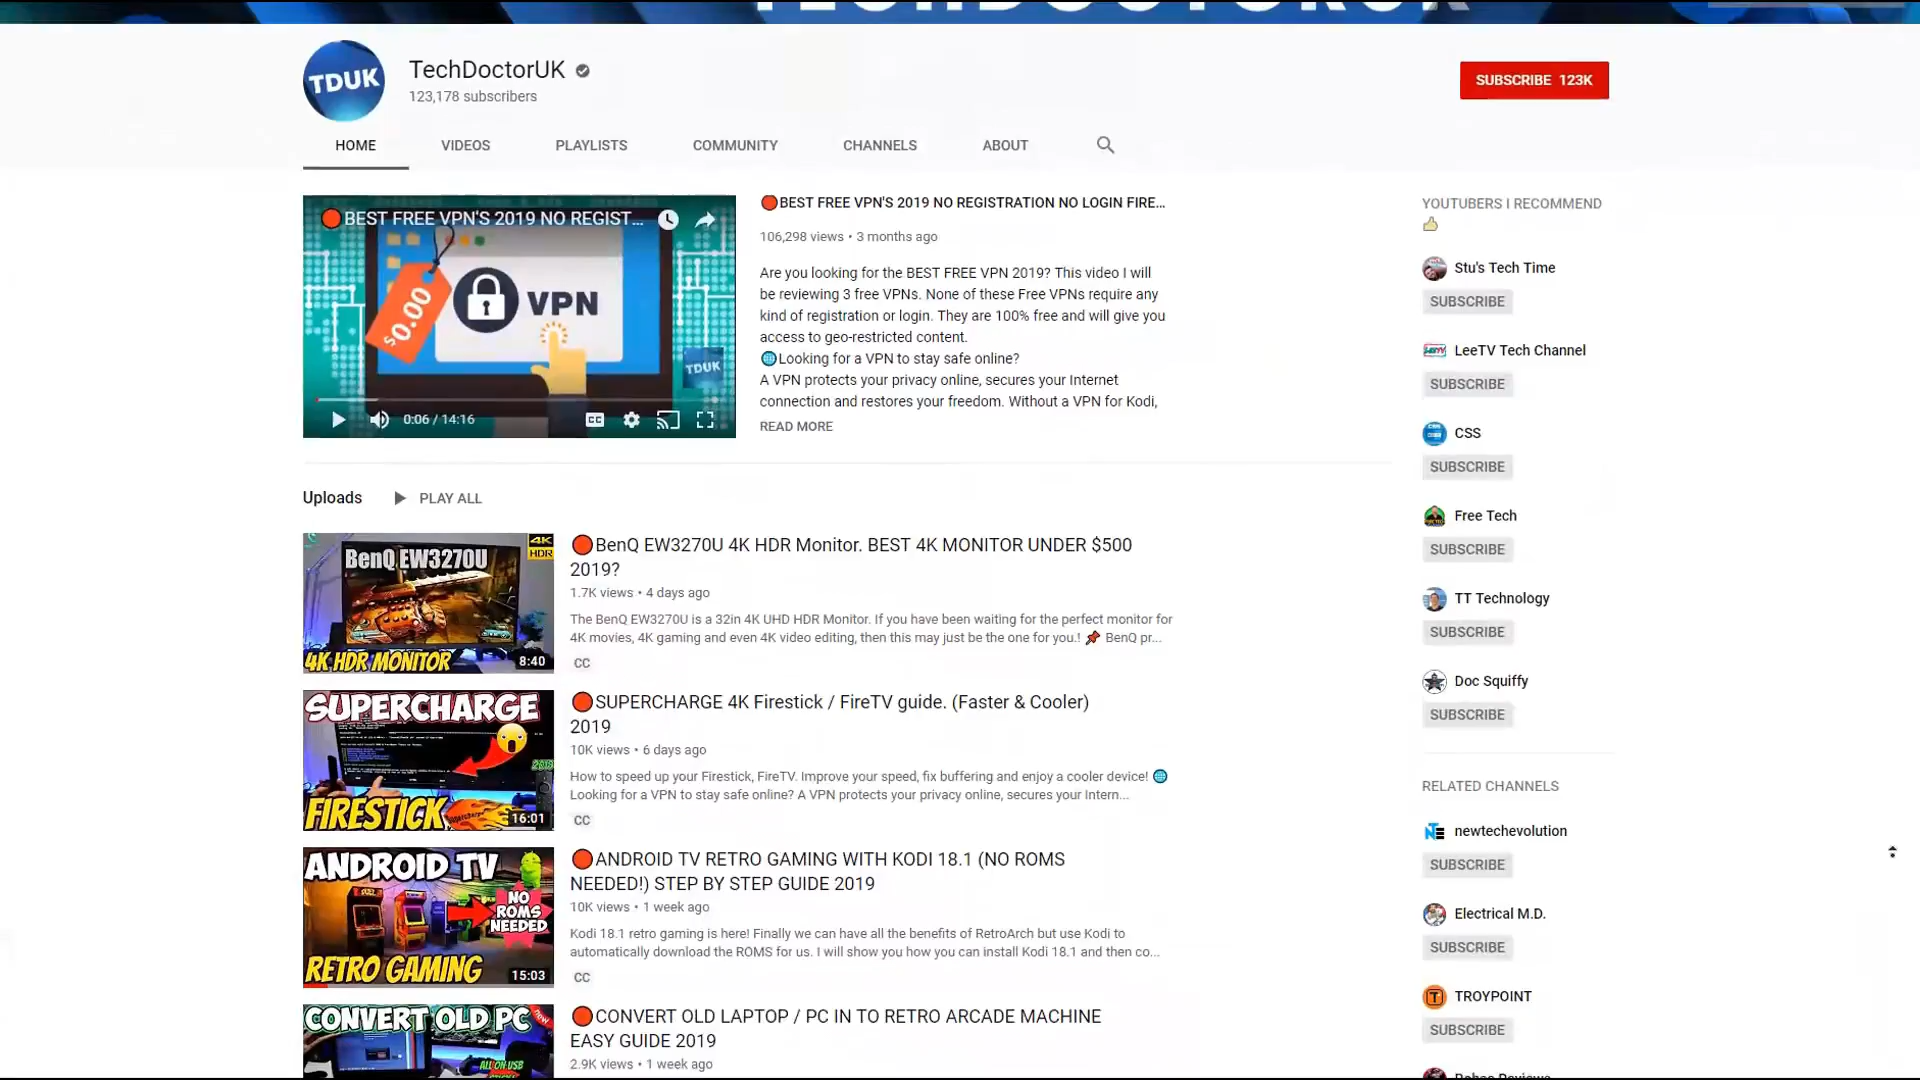 TDUK
TechDoctorUK
123,178 subscribers
SUBSCRIBE 123K
HOME
VIDEOS
PLAYLISTS
COMMUNITY
CHANNELS
ABOUT
🔴BEST FREE VPN'S 2019 NO REGIST...
$0.00
VPN
TDUK
0:06 / 14:16
CC
🔴BEST FREE VPN'S 2019 NO REGISTRATION NO LOGIN FIRE...
106,298 views • 3 months ago
Are you looking for the BEST FREE VPN 2019? This video I will
be reviewing 3 free VPNs. None of these Free VPNs require any
kind of registration or login. They are 100% free and will give you
access to geo-restricted content.
🌐Looking for a VPN to stay safe online?
A VPN protects your privacy online, secures your Internet
connection and restores your freedom. Without a VPN for Kodi,
READ MORE
Uploads
PLAY ALL
BenQ EW3270U
4K
HDR
4K HDR MONITOR
8:40
🔴BenQ EW3270U 4K HDR Monitor. BEST 4K MONITOR UNDER $500
2019?
1.7K views • 4 days ago
The BenQ EW3270U is a 32in 4K UHD HDR Monitor. If you have been waiting for the perfect monitor for
4K movies, 4K gaming and even 4K video editing, then this may just be the one for you.! 📌 BenQ pr...
CC
SUPERCHARGE
FIRESTICK
16:01
🔴SUPERCHARGE 4K Firestick / FireTV guide. (Faster & Cooler)
2019
10K views • 6 days ago
How to speed up your Firestick, FireTV. Improve your speed, fix buffering and enjoy a cooler device! 🌐
Looking for a VPN to stay safe online? A VPN protects your privacy online, secures your Intern...
CC
ANDROID TV
NO
ROMS
NEEDED
RETRO GAMING
15:03
🔴ANDROID TV RETRO GAMING WITH KODI 18.1 (NO ROMS
NEEDED!) STEP BY STEP GUIDE 2019
10K views • 1 week ago
Kodi 18.1 retro gaming is here! Finally we can have all the benefits of RetroArch but use Kodi to
automatically download the ROMS for us. I will show you how you can install Kodi 18.1 and then co...
CC
CONVERT OLD PC
new
ALL ON USB
🔴CONVERT OLD LAPTOP / PC IN TO RETRO ARCADE MACHINE
EASY GUIDE 2019
2.9K views • 1 week ago
YOUTUBERS I RECOMMEND
👍
Stu's Tech Time
SUBSCRIBE
LeeTV Tech Channel
SUBSCRIBE
CSS
SUBSCRIBE
Free Tech
SUBSCRIBE
TT Technology
SUBSCRIBE
Doc Squiffy
SUBSCRIBE
RELATED CHANNELS
newtechevolution
SUBSCRIBE
Electrical M.D.
SUBSCRIBE
TROYPOINT
SUBSCRIBE